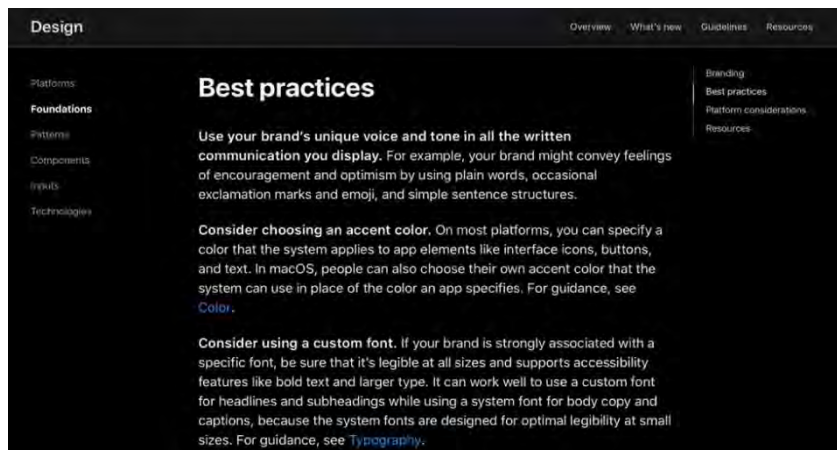 Design
Overview What's new Guidelines Resources
Platforms
Foundations
Patterns
Components
Inputs
Technologies
Best practices
Use your brand's unique voice and tone in all the written
communication you display. For example, your brand might convey feelings
of encouragement and optimism by using plain words, occasional
exclamation marks and emoji, and simple sentence structures.
Consider choosing an accent color. On most platforms, you can specify a
color that the system applies to app elements like interface icons, buttons,
and text. In macOS, people can also choose their own accent color that the
system can use in place of the color an app specifies. For guidance, see
Color.
Consider using a custom font. If your brand is strongly associated with a
specific font, be sure that it's legible at all sizes and supports accessibility
features like bold text and larger type. It can work well to use a custom font
for headlines and subheadings while using a system font for body copy and
captions, because the system fonts are designed for optimal legibility at small
sizes. For guidance, see Typography.
Branding
Best practices
Platform considerations
Resources